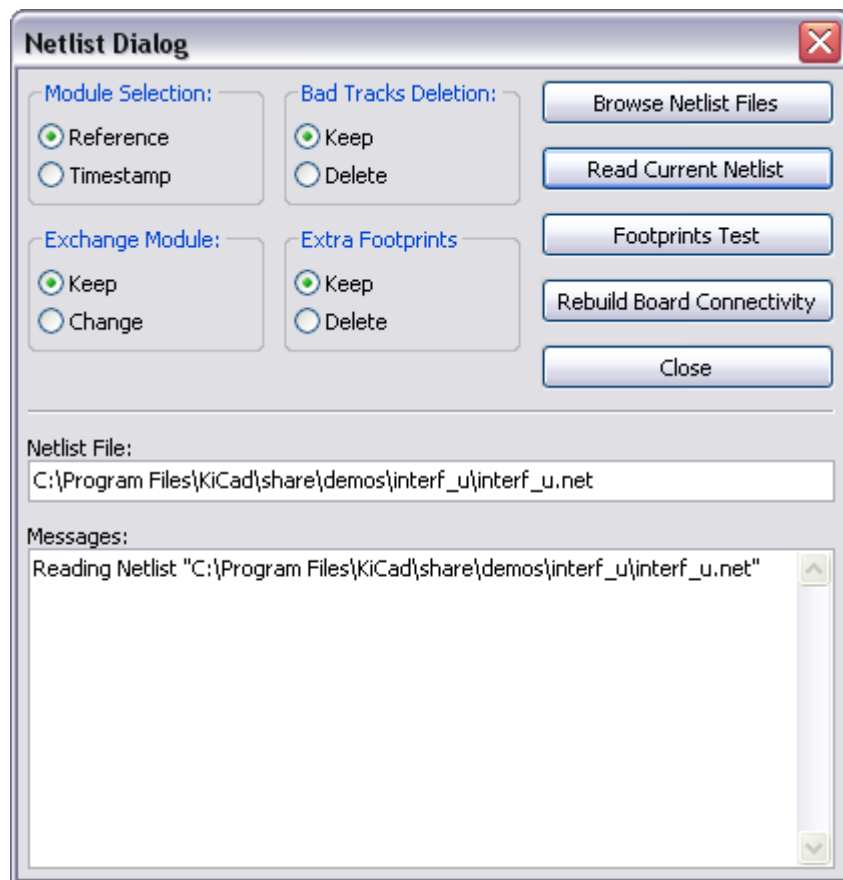 Netlist Dialog
Module Selection:
Reference
Timestamp
Bad Tracks Deletion:
Keep
Delete
Exchange Module:
Keep
Change
Extra Footprints
Keep
Delete
Browse Netlist Files
Read Current Netlist
Footprints Test
Rebuild Board Connectivity
Close
Netlist File:
C:\Program Files\KiCad\share\demos\interf_u\interf_u.net
Messages:
Reading Netlist "C:\Program Files\KiCad\share\demos\interf_u\interf_u.net"